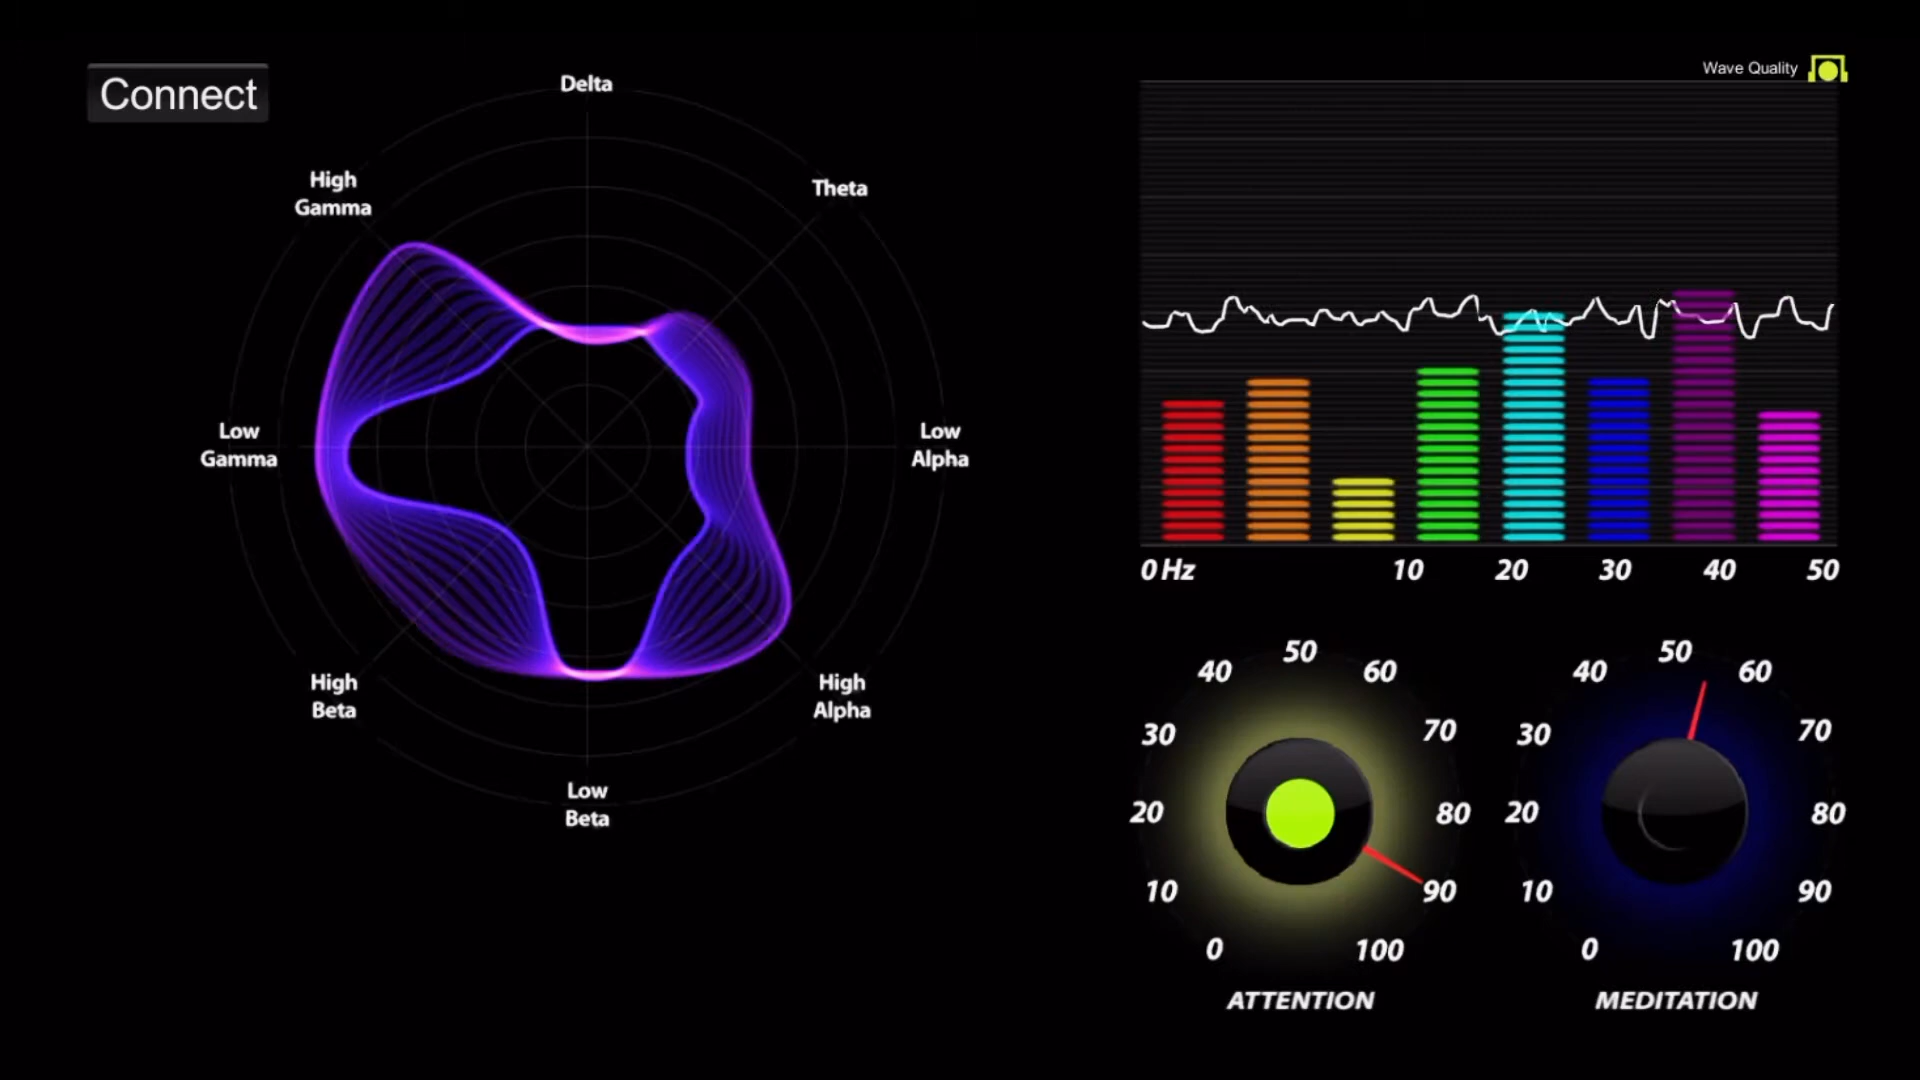 Connect
Delta
Theta
Low
Alpha
High
Alpha
Low
Beta
High
Beta
Low
Gamma
High
Gamma
Wave Quality
0 Hz 10 20 30 40 50
0 10 20 30 40 50 60 70 80 90 100
ATTENTION
0 10 20 30 40 50 60 70 80 90 100
MEDITATION